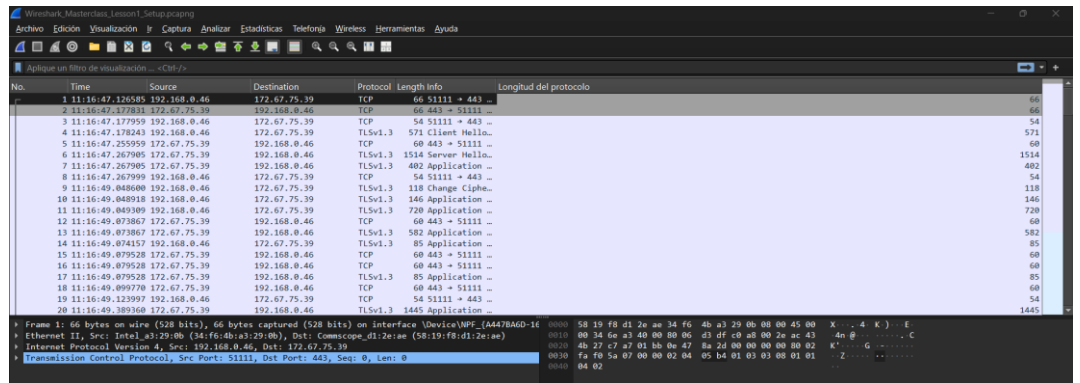 Wireshark_Masterclass_Lesson1_Setup.pcapng
Archivo Edición Visualización Ir Captura Analizar Estadísticas Telefonía Wireless Herramientas Ayuda
Aplique un filtro de visualización ... <Ctrl-/>
No. Time Source Destination Protocol Length Info Longitud del protocolo
1 11:16:47.126585 192.168.0.46 172.67.75.39 TCP 66 51111 → 443 … 66
2 11:16:47.177831 172.67.75.39 192.168.0.46 TCP 66 443 → 51111 … 66
3 11:16:47.177959 192.168.0.46 172.67.75.39 TCP 54 51111 → 443 … 54
4 11:16:47.178243 192.168.0.46 172.67.75.39 TLSv1.3 571 Client Hello… 571
5 11:16:47.255959 172.67.75.39 192.168.0.46 TCP 60 443 → 51111 … 60
6 11:16:47.267905 172.67.75.39 192.168.0.46 TLSv1.3 1514 Server Hello… 1514
7 11:16:47.267905 172.67.75.39 192.168.0.46 TLSv1.3 402 Application … 402
8 11:16:47.267999 192.168.0.46 172.67.75.39 TCP 54 51111 → 443 … 54
9 11:16:49.048600 192.168.0.46 172.67.75.39 TLSv1.3 118 Change Ciphe… 118
10 11:16:49.048918 192.168.0.46 172.67.75.39 TLSv1.3 146 Application … 146
11 11:16:49.049309 192.168.0.46 172.67.75.39 TLSv1.3 720 Application … 720
12 11:16:49.073867 172.67.75.39 192.168.0.46 TCP 60 443 → 51111 … 60
13 11:16:49.073867 172.67.75.39 192.168.0.46 TLSv1.3 582 Application … 582
14 11:16:49.074157 192.168.0.46 172.67.75.39 TLSv1.3 85 Application … 85
15 11:16:49.079528 172.67.75.39 192.168.0.46 TCP 60 443 → 51111 … 60
16 11:16:49.079528 172.67.75.39 192.168.0.46 TCP 60 443 → 51111 … 60
17 11:16:49.079528 172.67.75.39 192.168.0.46 TLSv1.3 85 Application … 85
18 11:16:49.099770 172.67.75.39 192.168.0.46 TCP 60 443 → 51111 … 60
19 11:16:49.123997 192.168.0.46 172.67.75.39 TCP 54 51111 → 443 … 54
20 11:16:49.389360 172.67.75.39 192.168.0.46 TLSv1.3 1445 Application … 1445
Frame 1: 66 bytes on wire (528 bits), 66 bytes captured (528 bits) on interface \Device\NPF_{A447BA6D-16
Ethernet II, Src: Intel_a3:29:0b (34:f6:4b:a3:29:0b), Dst: Commscope_d1:2e:ae (58:19:f8:d1:2e:ae)
Internet Protocol Version 4, Src: 192.168.0.46, Dst: 172.67.75.39
Transmission Control Protocol, Src Port: 51111, Dst Port: 443, Seq: 0, Len: 0
0000 58 19 f8 d1 2e ae 34 f6 4b a3 29 0b 08 00 45 00 X·····4· K·)···E·
0010 00 34 6e a3 40 00 80 06 d3 df c0 a8 00 2e ac 43 ·4n·@··· ·······C
0020 4b 27 c7 a7 01 bb 0e 47 8a 2d 00 00 00 00 80 02 K'·····G ·-······
0030 fa f0 5a 07 00 00 02 04 05 b4 01 03 03 08 01 01 ··Z····· ········
0040 04 02 ··